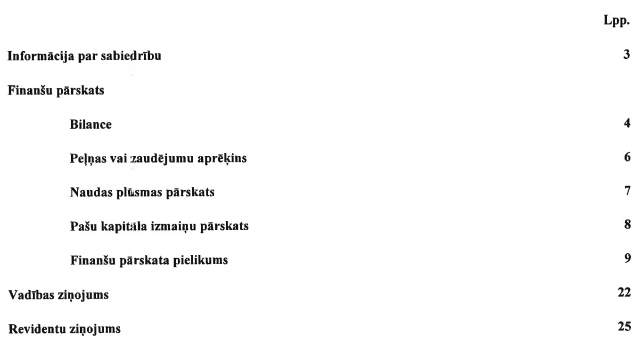 Lpp.
Informācija par sabiedrību 3
Finanšu pārskats
Bilance 4
Peļņas vai zaudējumu aprēķins 6
Naudas plūsmas pārskats 7
Pašu kapitāla izmaiņu pārskats 8
Finanšu pārskata pielikums 9
Vadības ziņojums 22
Revidentu ziņojums 25